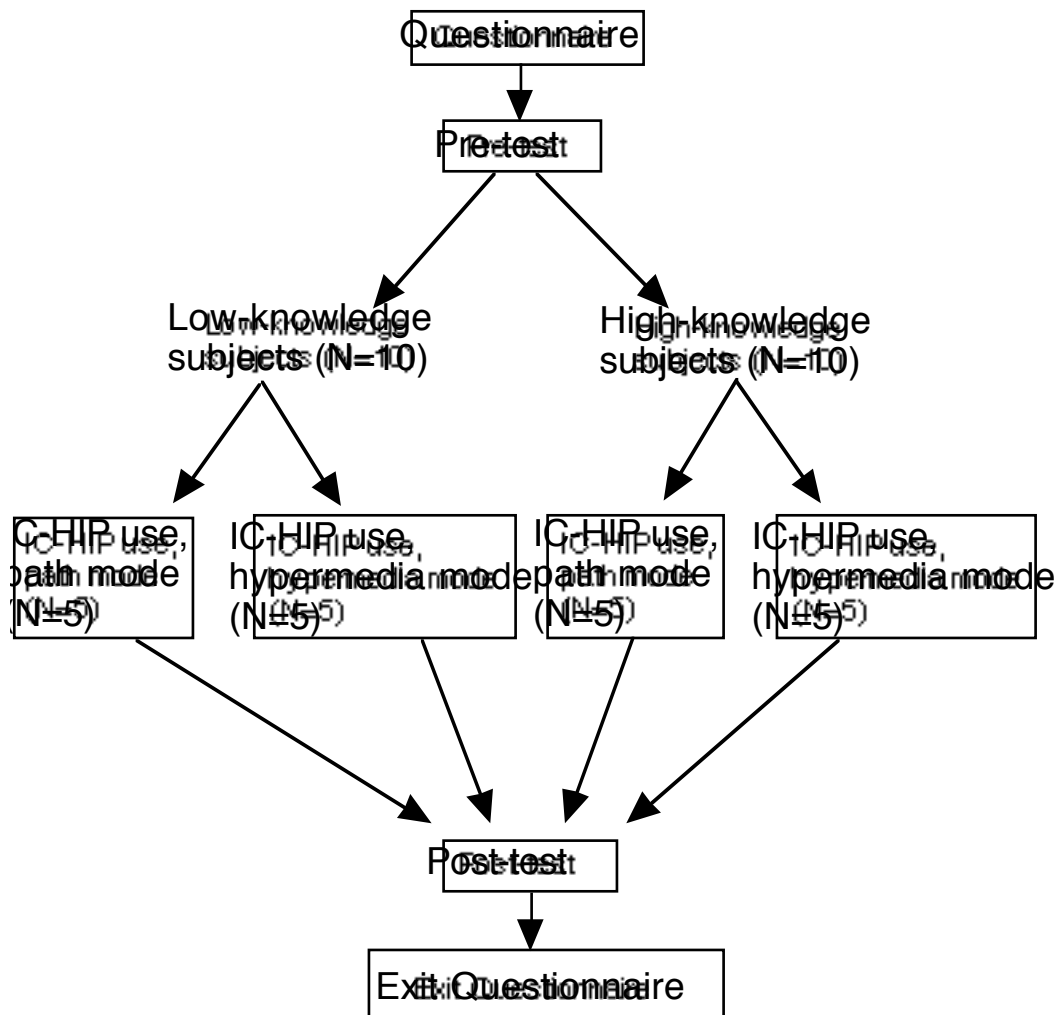 Questionnaire
Pre-test
Low-knowledge
subjects (N=10)
High-knowledge
subjects (N=10)
IC-HIP use,
path mode
(N=5)
IC-HIP use,
hypermedia mode
(N=5)
IC-HIP use,
path mode
(N=5)
IC-HIP use,
hypermedia mode
(N=5)
Post-test
Exit Questionnaire